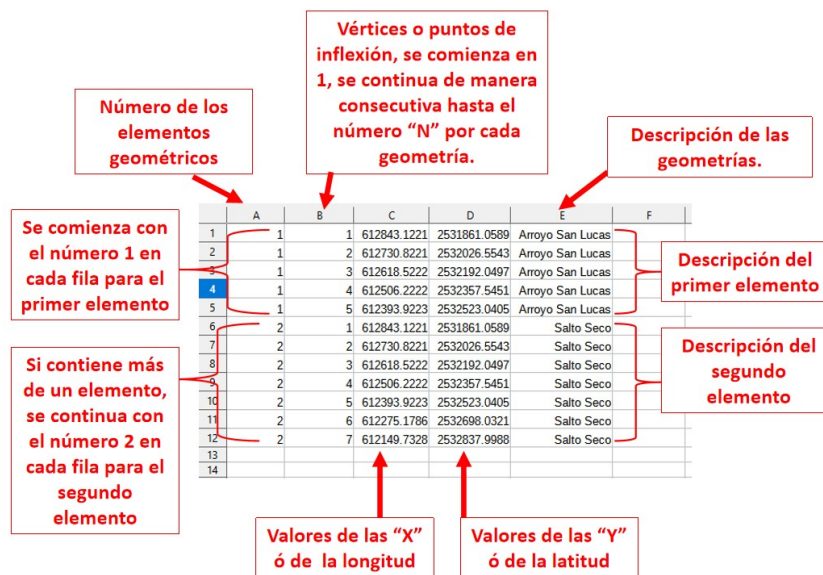 Vértices o puntos de
inflexión, se comienza en
1, se continua de manera
consecutiva hasta el
número “N” por cada
geometría.
Número de los
elementos
geométricos
Descripción de las
geometrías.
Se comienza con
el número 1 en
cada fila para el
primer elemento
Si contiene más
de un elemento,
se continua con
el número 2 en
cada fila para el
segundo
elemento
A B C D E F
1 1 1 612843.1221 2531861.0589 Arroyo San Lucas
2 1 2 612730.8221 2532026.5543 Arroyo San Lucas
3 1 3 612618.5222 2532192.0497 Arroyo San Lucas
4 1 4 612506.2222 2532357.5451 Arroyo San Lucas
5 1 5 612393.9223 2532523.0405 Arroyo San Lucas
6 2 1 612843.1221 2531861.0589 Salto Seco
7 2 2 612730.8221 2532026.5543 Salto Seco
8 2 3 612618.5222 2532192.0497 Salto Seco
9 2 4 612506.2222 2532357.5451 Salto Seco
10 2 5 612393.9223 2532523.0405 Salto Seco
11 2 6 612275.1786 2532698.0321 Salto Seco
12 2 7 612149.7328 2532837.9988 Salto Seco
13
14
Descripción del
primer elemento
Descripción del
segundo
elemento
Valores de las “X”
ó de la longitud
Valores de las “Y”
ó de la latitud